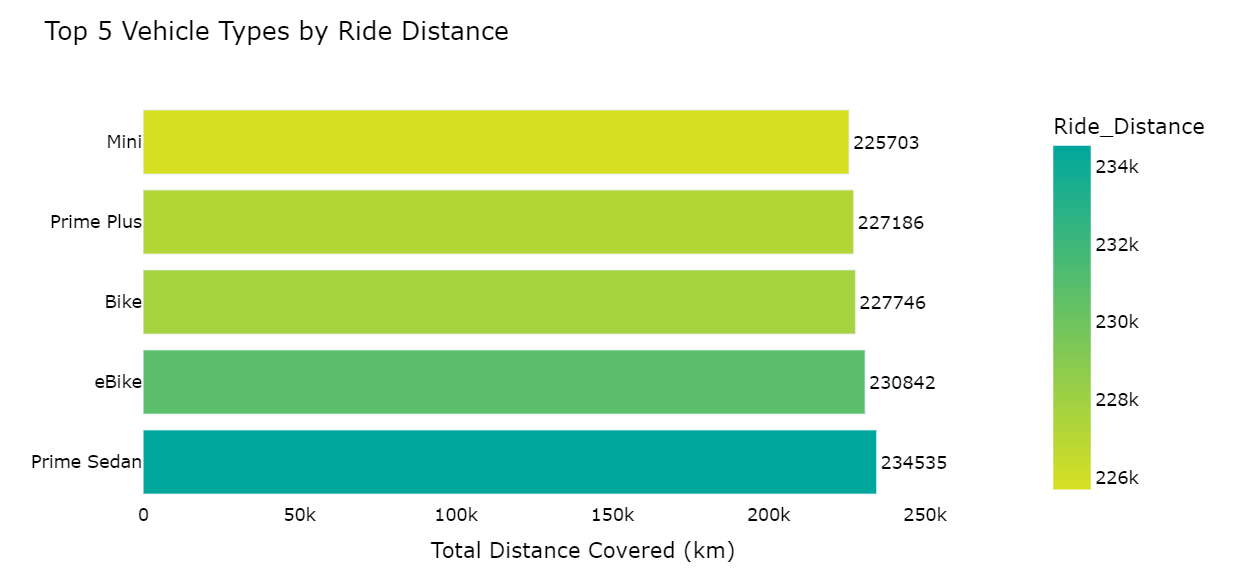 Top 5 Vehicle Types by Ride Distance
Mini 225703
Prime Plus 227186
Bike 227746
eBike 230842
Prime Sedan 234535
0 50k 100k 150k 200k 250k
Total Distance Covered (km)
Ride_Distance
234k
232k
230k
228k
226k